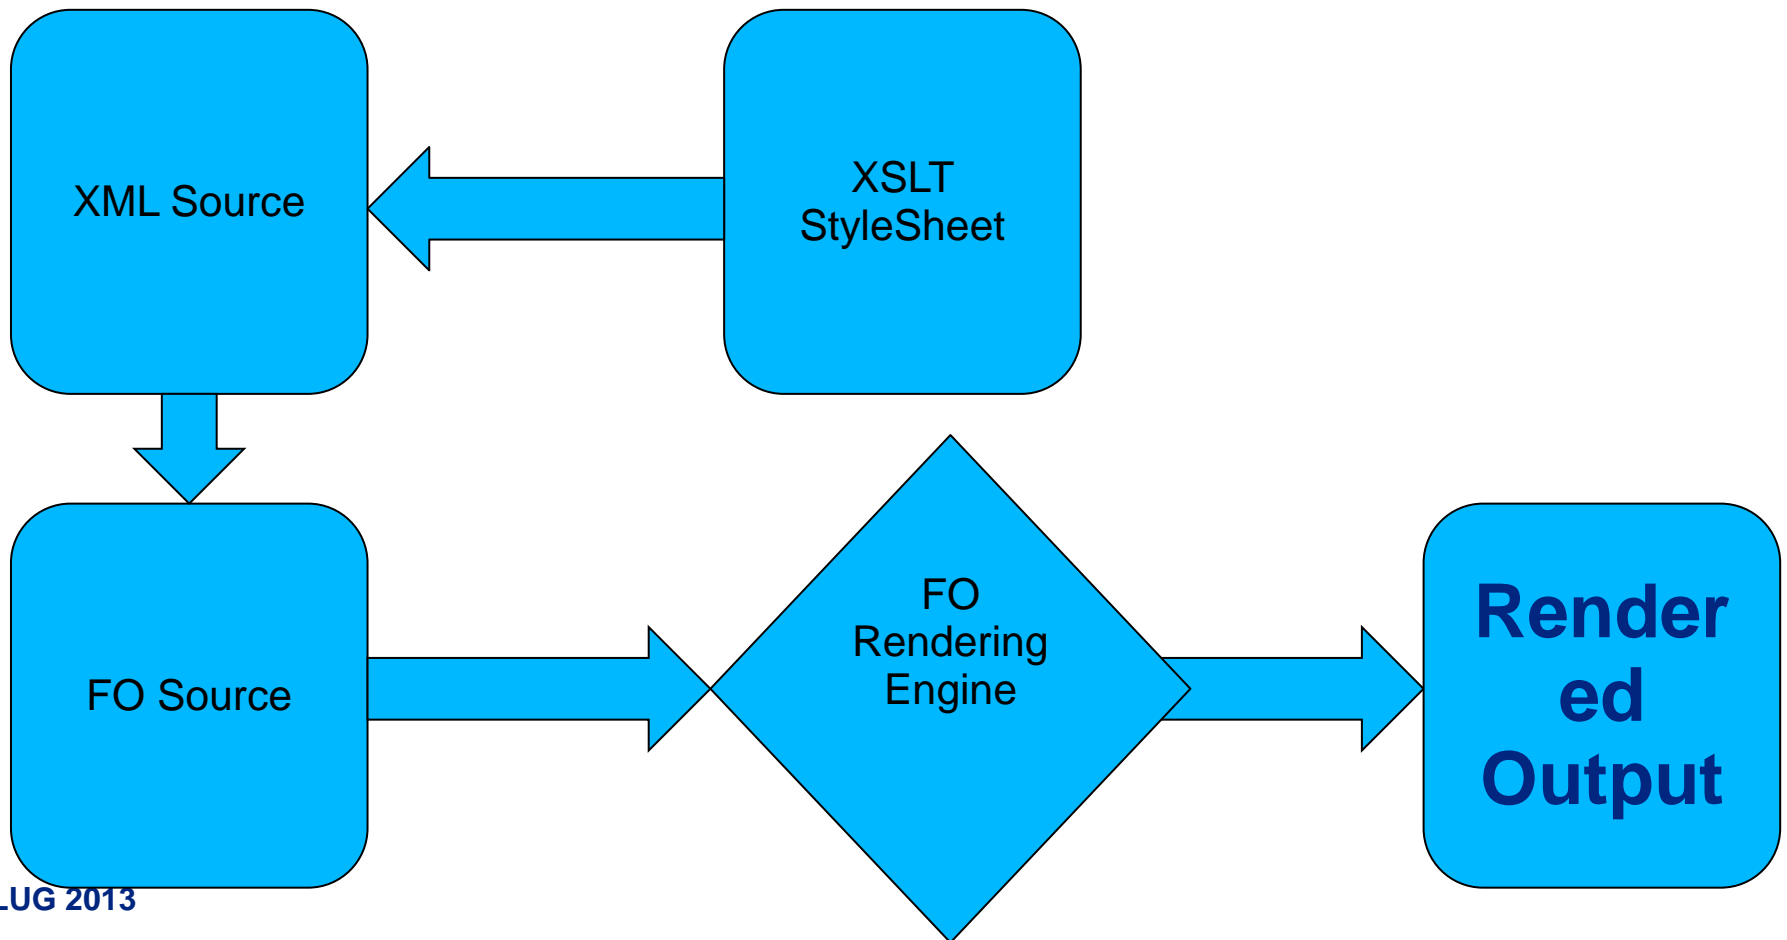 XML Source
XSLT
StyleSheet
FO Source
FO
Rendering
Engine
Render
ed
Output
LUG 2013